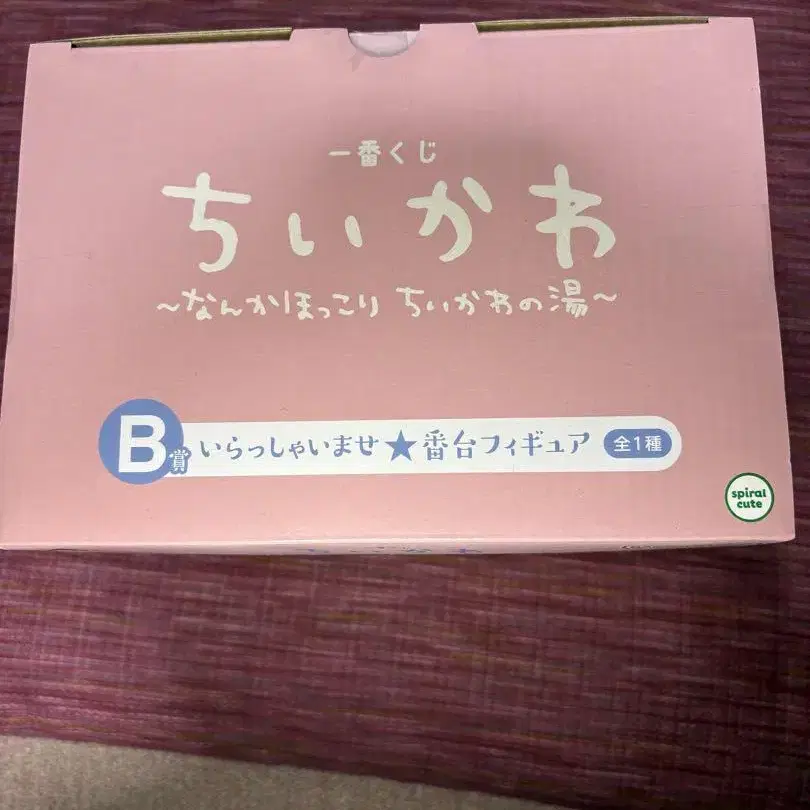 一番くじ
ちいかわ
～なんかほっこり ちいかわの湯～
B賞 いらっしゃいませ★番台フィギュア 全1種
spiral
cute